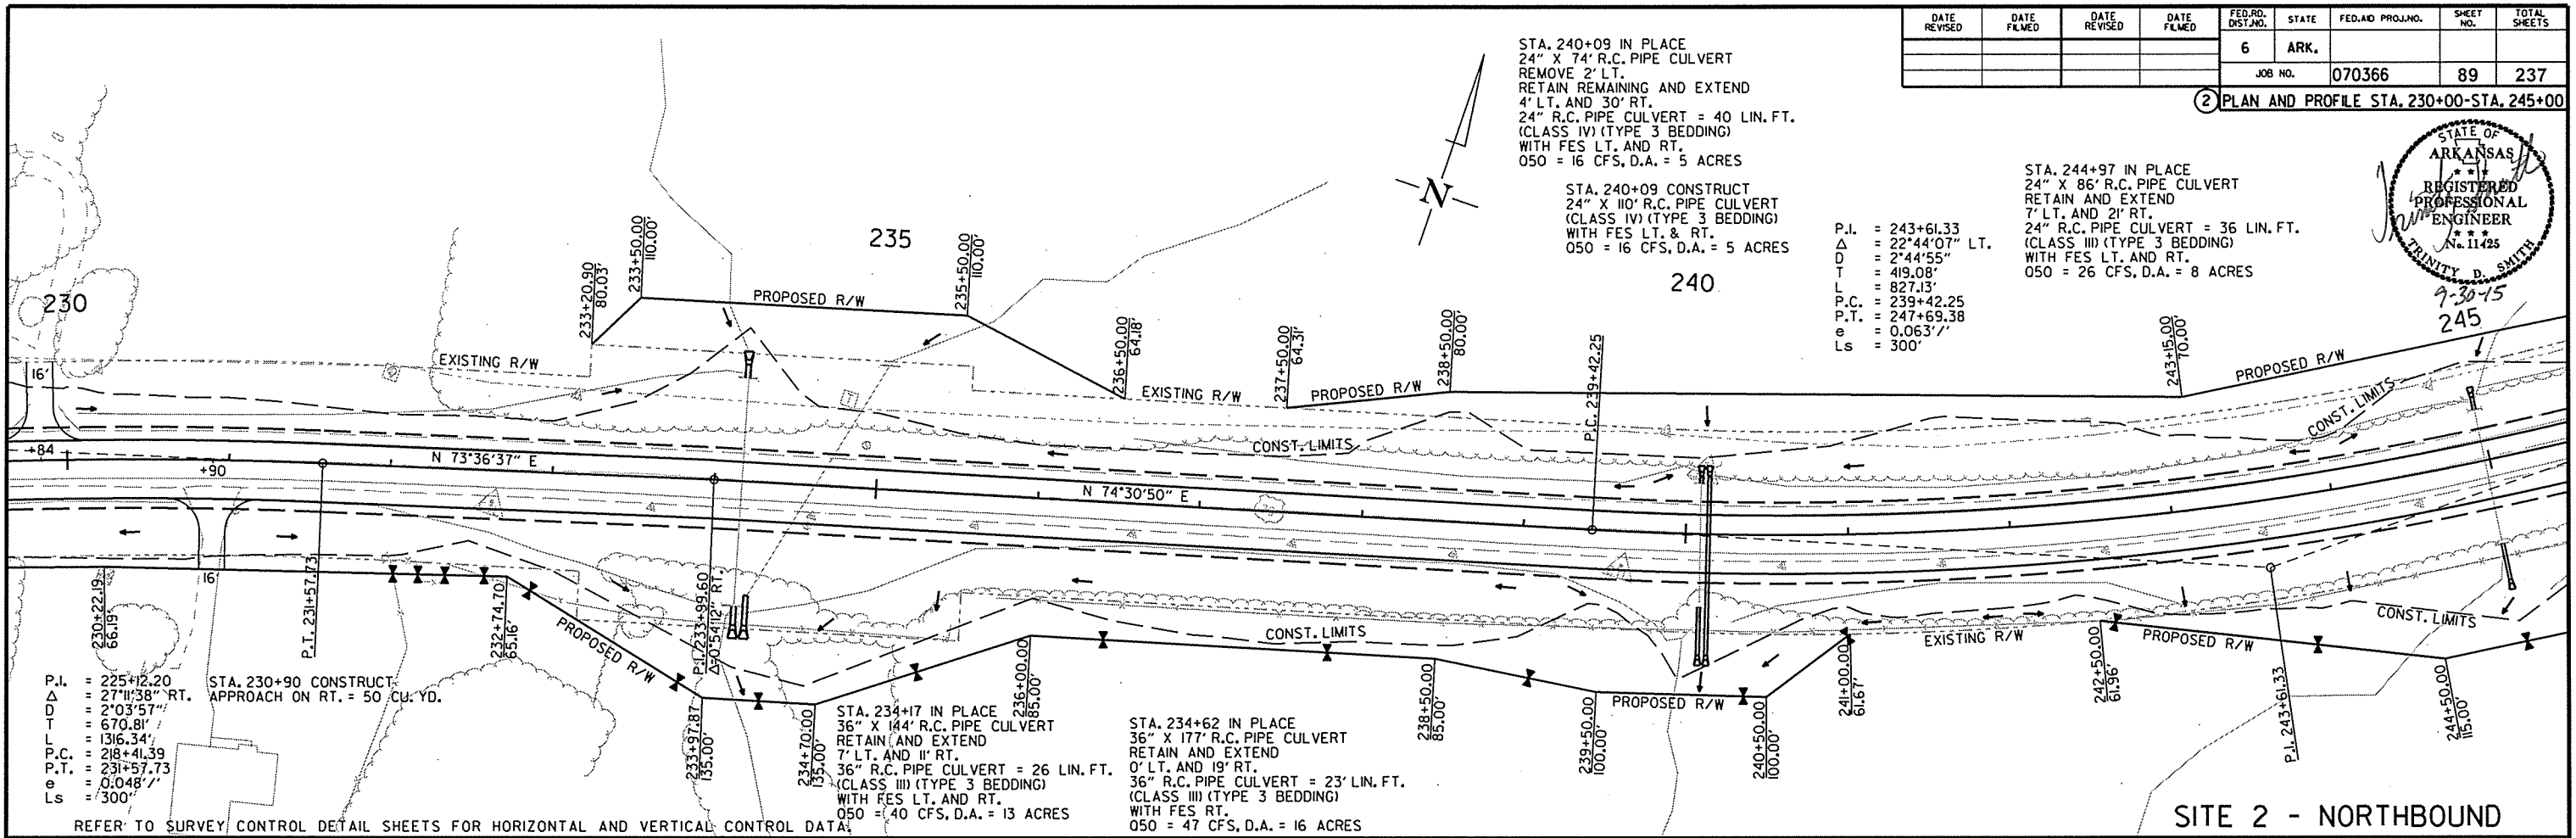 DATE REVISED
DATE FILMED
DATE REVISED
DATE FILMED
FED.RD. DIST.NO.
STATE
FED.AID PROJ.NO.
SHEET NO.
TOTAL SHEETS
6
ARK.
JOB NO.
070366
89
237
2 PLAN AND PROFILE STA. 230+00-STA. 245+00
STATE OF
ARKANSAS
★ ★ ★
REGISTERED
PROFESSIONAL
ENGINEER
★ ★ ★
No. 11425
TRINITY D. SMITH
9-30-15
STA. 240+09 IN PLACE
24" X 74' R.C. PIPE CULVERT
REMOVE 2' LT.
RETAIN REMAINING AND EXTEND
4' LT. AND 30' RT.
24" R.C. PIPE CULVERT = 40 LIN. FT.
(CLASS IV) (TYPE 3 BEDDING)
WITH FES LT. AND RT.
Q50 = 16 CFS, D.A. = 5 ACRES
STA. 240+09 CONSTRUCT
24" X 110' R.C. PIPE CULVERT
(CLASS IV) (TYPE 3 BEDDING)
WITH FES LT. & RT.
Q50 = 16 CFS, D.A. = 5 ACRES
P.I. = 243+61.33
Δ = 22°44'07" LT.
D = 2°44'55"
T = 419.08'
L = 827.13'
P.C. = 239+42.25
P.T. = 247+69.38
e = 0.063'/'
Ls = 300'
STA. 244+97 IN PLACE
24" X 86' R.C. PIPE CULVERT
RETAIN AND EXTEND
7' LT. AND 21' RT.
24" R.C. PIPE CULVERT = 36 LIN. FT.
(CLASS III) (TYPE 3 BEDDING)
WITH FES LT. AND RT.
Q50 = 26 CFS, D.A. = 8 ACRES
N
230
235
240
245
233+20.90
80.03'
233+50.00
110.00'
PROPOSED R/W
235+50.00
110.00'
236+50.00
64.18'
237+50.00
64.31'
238+50.00
80.00'
P.C. 239+42.25
243+15.00
70.00'
PROPOSED R/W
EXISTING R/W
EXISTING R/W
PROPOSED R/W
CONST. LIMITS
CONST. LIMITS
16'
+84
+90
N 73°36'37" E
N 74°30'50" E
16'
230+22.19
66.19'
P.T. 231+57.73
232+74.70
65.16'
PROPOSED R/W
P.I. 233+99.60
Δ=0°54'12" RT.
233+97.87
135.00'
234+70.00
135.00'
236+00.00
85.00'
CONST. LIMITS
238+50.00
85.00'
239+50.00
100.00'
PROPOSED R/W
240+50.00
100.00'
241+00.00
61.67'
EXISTING R/W
242+50.00
61.96'
PROPOSED R/W
P.I. 243+61.33
CONST. LIMITS
244+50.00
115.00'
P.I. = 225+12.20
Δ = 27°11'38" RT.
D = 2°03'57"
T = 670.81'
L = 1316.34'
P.C. = 218+41.39
P.T. = 231+57.73
e = 0.048'/'
Ls = 300'
STA. 230+90 CONSTRUCT
APPROACH ON RT. = 50 CU. YD.
STA. 234+17 IN PLACE
36" X 144' R.C. PIPE CULVERT
RETAIN AND EXTEND
7' LT. AND 11' RT.
36" R.C. PIPE CULVERT = 26 LIN. FT.
(CLASS III) (TYPE 3 BEDDING)
WITH FES LT. AND RT.
Q50 = 40 CFS, D.A. = 13 ACRES
STA. 234+62 IN PLACE
36" X 177' R.C. PIPE CULVERT
RETAIN AND EXTEND
0' LT. AND 19' RT.
36" R.C. PIPE CULVERT = 23' LIN. FT.
(CLASS III) (TYPE 3 BEDDING)
WITH FES RT.
Q50 = 47 CFS, D.A. = 16 ACRES
REFER TO SURVEY CONTROL DETAIL SHEETS FOR HORIZONTAL AND VERTICAL CONTROL DATA.
SITE 2 - NORTHBOUND